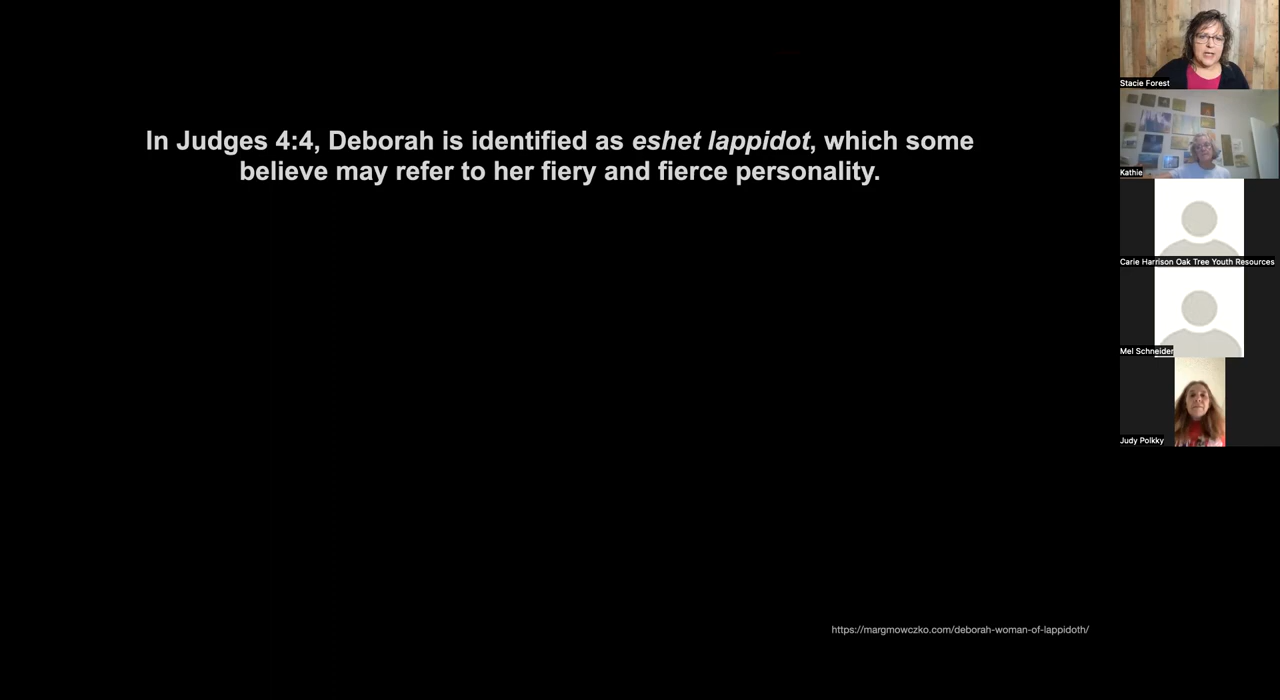 In Judges 4:4, Deborah is identified as eshet lappidot, which some
believe may refer to her fiery and fierce personality.
https://margmowczko.com/deborah-woman-of-lappidoth/
Stacie Forest
Kathie
Carie Harrison Oak Tree Youth Resources
Mel Schneider
Judy Polkky